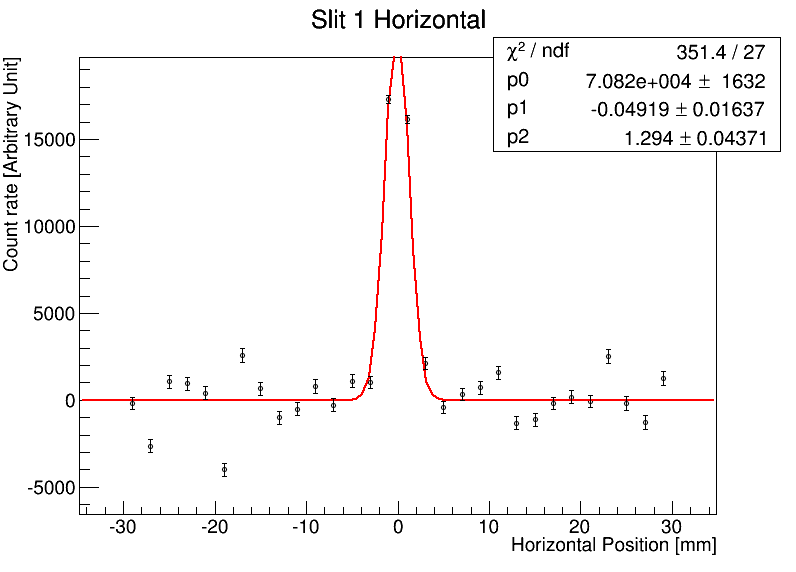 Slit 1 Horizontal
χ² / ndf 351.4 / 27
p0 7.082e+004 ± 1632
p1 -0.04919 ± 0.01637
p2 1.294 ± 0.04371
Count rate [Arbitrary Unit]
15000
10000
5000
0
-5000
-30 -20 -10 0 10 20 30
Horizontal Position [mm]